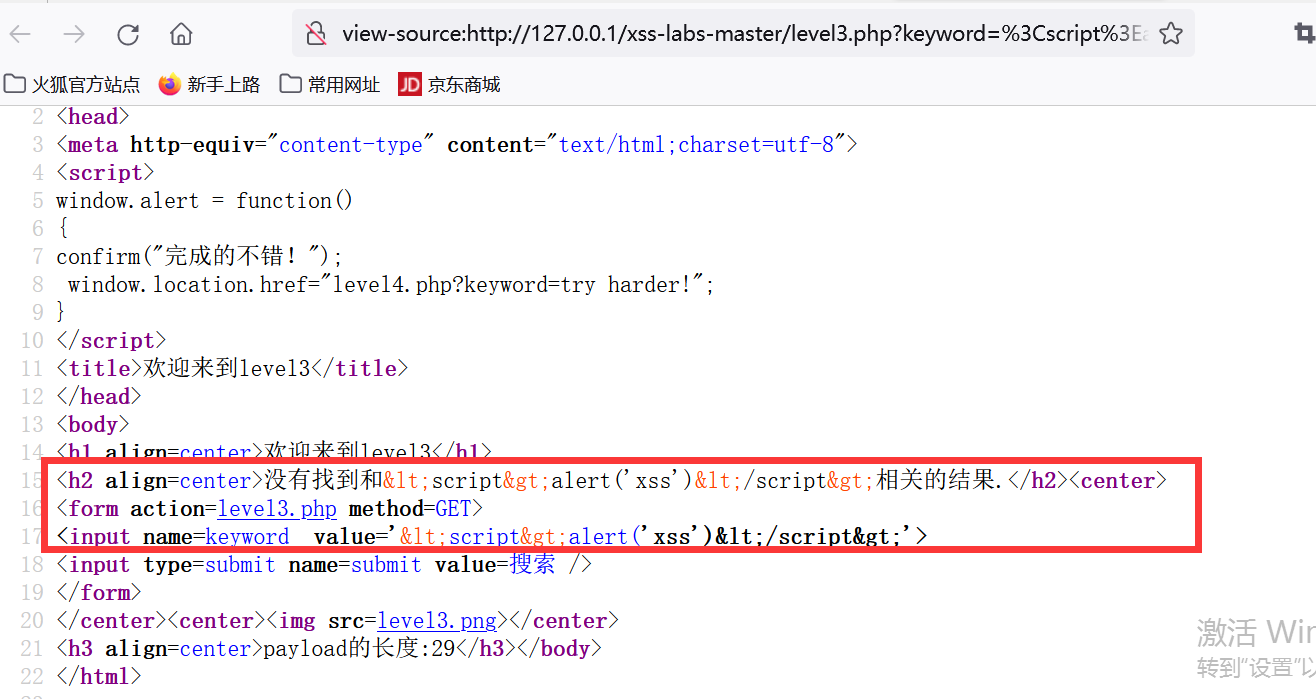 view-source:http://127.0.0.1/xss-labs-master/level3.php?keyword=%3Cscript%3Ea
火狐官方站点 新手上路 常用网址 JD 京东商城
2 <head>
3 <meta http-equiv="content-type" content="text/html;charset=utf-8">
4 <script>
5 window.alert = function()
6 {
7 confirm("完成的不错！");
8  window.location.href="level4.php?keyword=try harder!";
9 }
10 </script>
11 <title>欢迎来到level3</title>
12 </head>
13 <body>
14 <h1 align=center>欢迎来到level3</h1>
15 <h2 align=center>没有找到和&lt;script&gt;alert('xss')&lt;/script&gt;相关的结果.</h2><center>
16 <form action=level3.php method=GET>
17 <input name=keyword  value='&lt;script&gt;alert('xss')&lt;/script&gt;'>
18 <input type=submit name=submit value=搜索 />
19 </form>
20 </center><center><img src=level3.png></center>
21 <h3 align=center>payload的长度:29</h3></body>
22 </html>
激活 Win
转到"设置"以